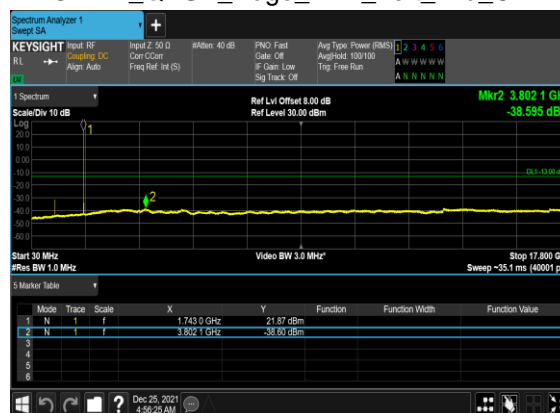 Spectrum Analyzer 1
Swept SA
KEYSIGHT
RL
Input: RF
Coupling: DC
Align: Auto
Input Z: 50 Ω
Corr CCorr
Freq Ref: Int (S)
#Atten: 40 dB
PNO: Fast
Gate: Off
IF Gain: Low
Sig Track: Off
Avg Type: Power (RMS)
Avg|Hold: 100/100
Trig: Free Run
1 2 3 4 5 6
A W W W W W
A N N N N N
1 Spectrum
Scale/Div 10 dB
Ref Lvl Offset 8.00 dB
Ref Level 30.00 dBm
Mkr2 3.802 1 G
-38.595 dB
Log
20.0
10.0
0.00
-10.0
-20.0
-30.0
-40.0
-50.0
-60.0
1
2
DL1 -13.00
Start 30 MHz
#Res BW 1.0 MHz
Video BW 3.0 MHz*
Stop 17.800 G
Sweep ~35.1 ms (40001 p
5 Marker Table
Mode Trace Scale X Y Function Function Width Function Value
1 N 1 f 1.743 0 GHz 21.87 dBm
2 N 1 f 3.802 1 GHz -38.60 dBm
3
4
5
6
?
Dec 25, 2021
4:56:25 AM